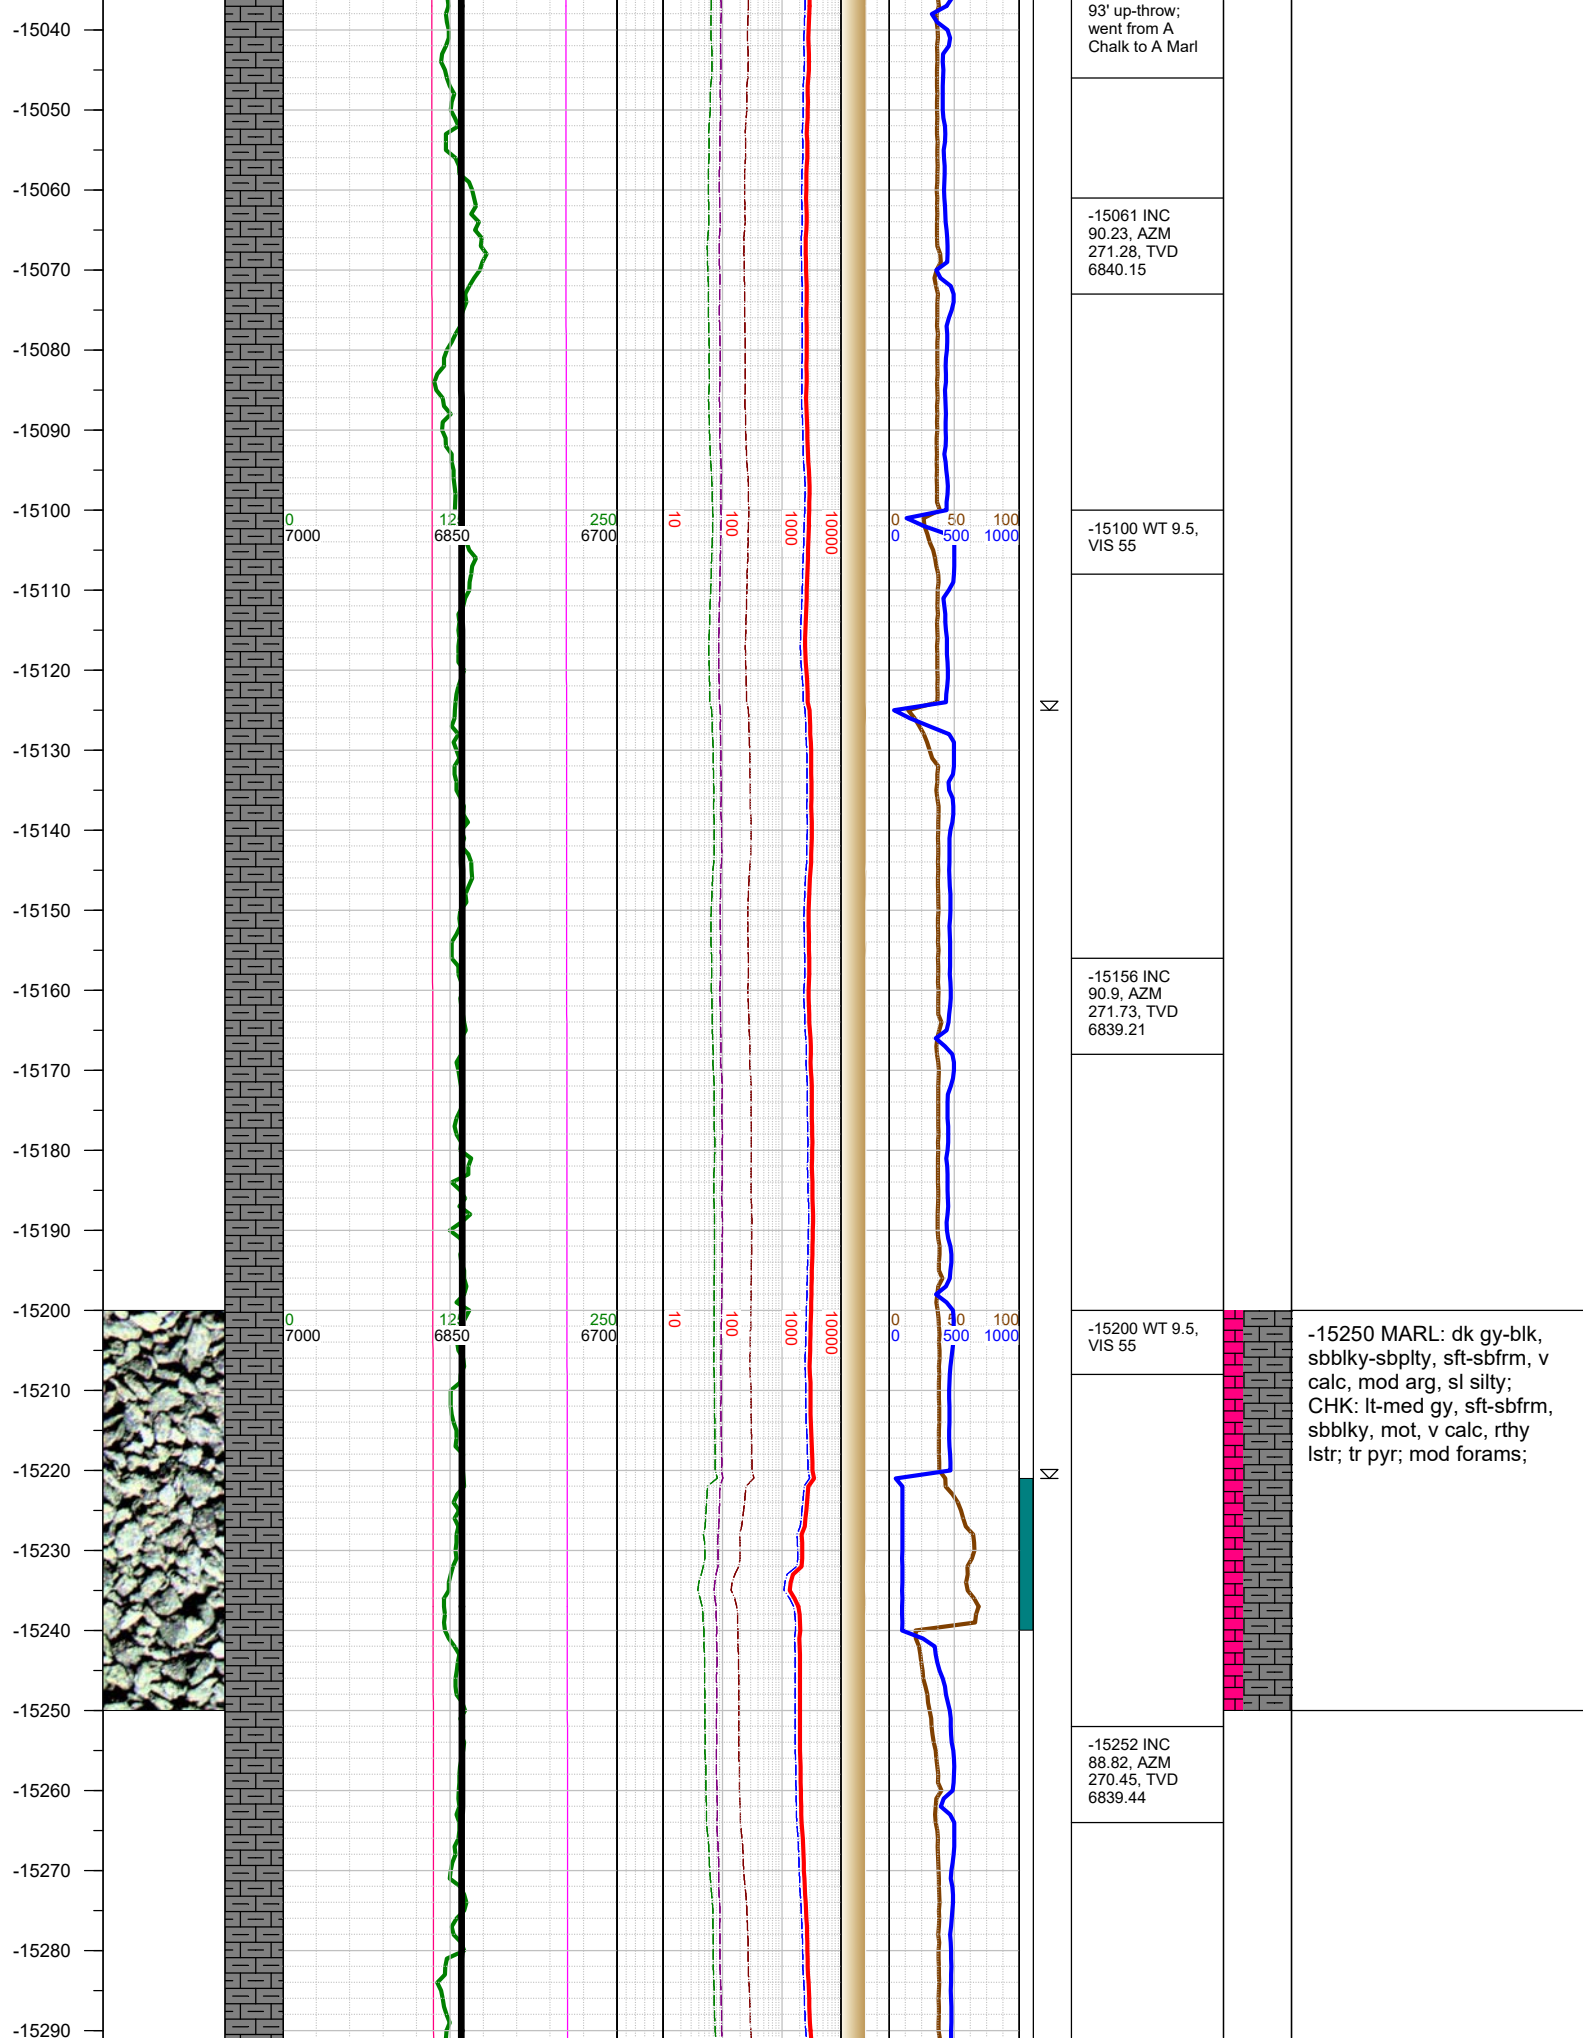 93' up-throw;
went from A
Chalk to A Marl
-15040
-15050
-15060
-15061 INC
90.23, AZM
271.28, TVD
6840.15
-15070
-15080
-15090
-15100
0 125 250
7000 6850 6700
10 100 1000 10000
0 50 100
0 500 1000
-15100 WT 9.5,
VIS 55
-15110
-15120
-15130
-15140
-15150
-15156 INC
90.9, AZM
271.73, TVD
6839.21
-15160
-15170
-15180
-15190
-15200
0 125 250
7000 6850 6700
10 100 1000 10000
0 50 100
0 500 1000
-15200 WT 9.5,
VIS 55
-15250 MARL: dk gy-blk,
sbblky-sbplty, sft-sbfrm, v
calc, mod arg, sl silty;
CHK: lt-med gy, sft-sbfrm,
sbblky, mot, v calc, rthy
lstr; tr pyr; mod forams;
-15210
-15220
-15230
-15240
-15250
-15252 INC
88.82, AZM
270.45, TVD
6839.44
-15260
-15270
-15280
-15290